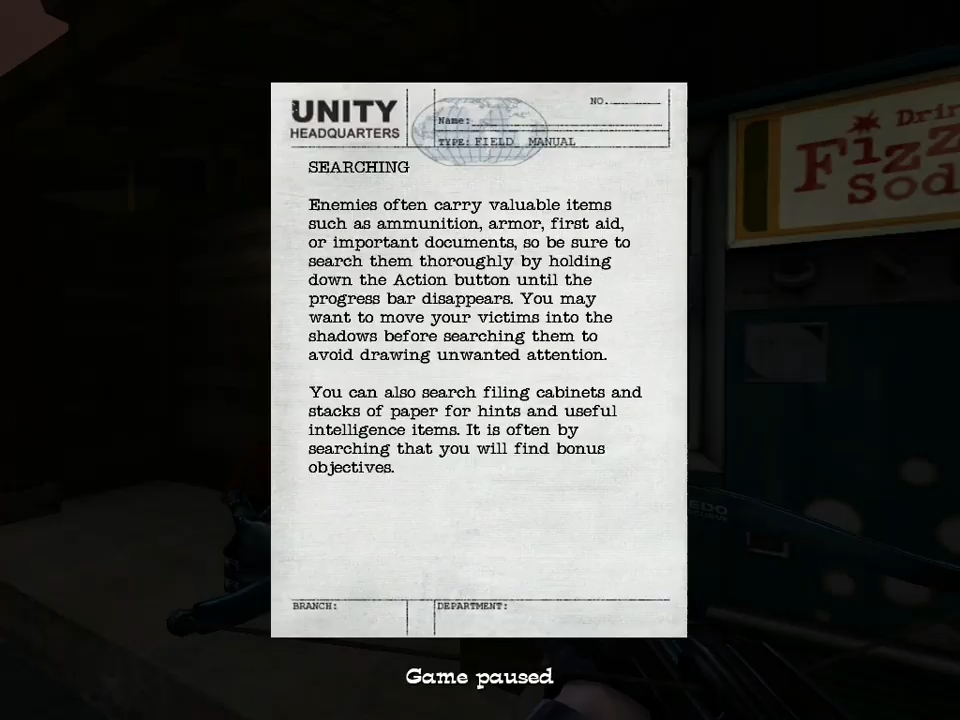 UNITY
HEADQUARTERS
NO.
Name:
TYPE: FIELD MANUAL
SEARCHING
Enemies often carry valuable items
such as ammunition, armor, first aid,
or important documents, so be sure to
search them thoroughly by holding
down the Action button until the
progress bar disappears. You may
want to move your victims into the
shadows before searching them to
avoid drawing unwanted attention.
You can also search filing cabinets and
stacks of paper for hints and useful
intelligence items. It is often by
searching that you will find bonus
objectives.
BRANCH:
DEPARTMENT:
Game paused